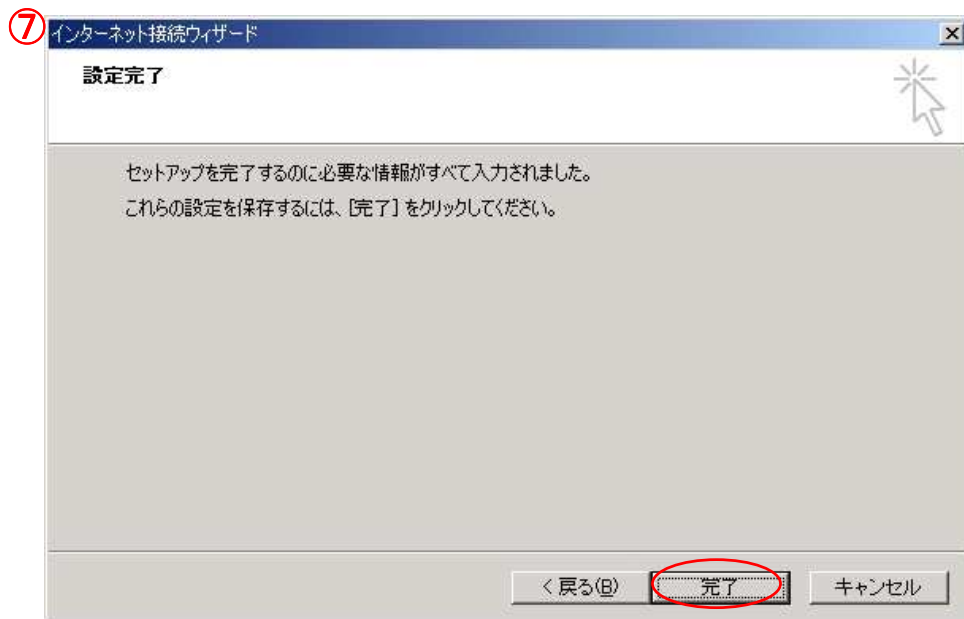 ⑦
インターネット接続ウィザード
設定完了
セットアップを完了するのに必要な情報がすべて入力されました。
これらの設定を保存するには、[完了] をクリックしてください。
< 戻る(B)
完了
キャンセル